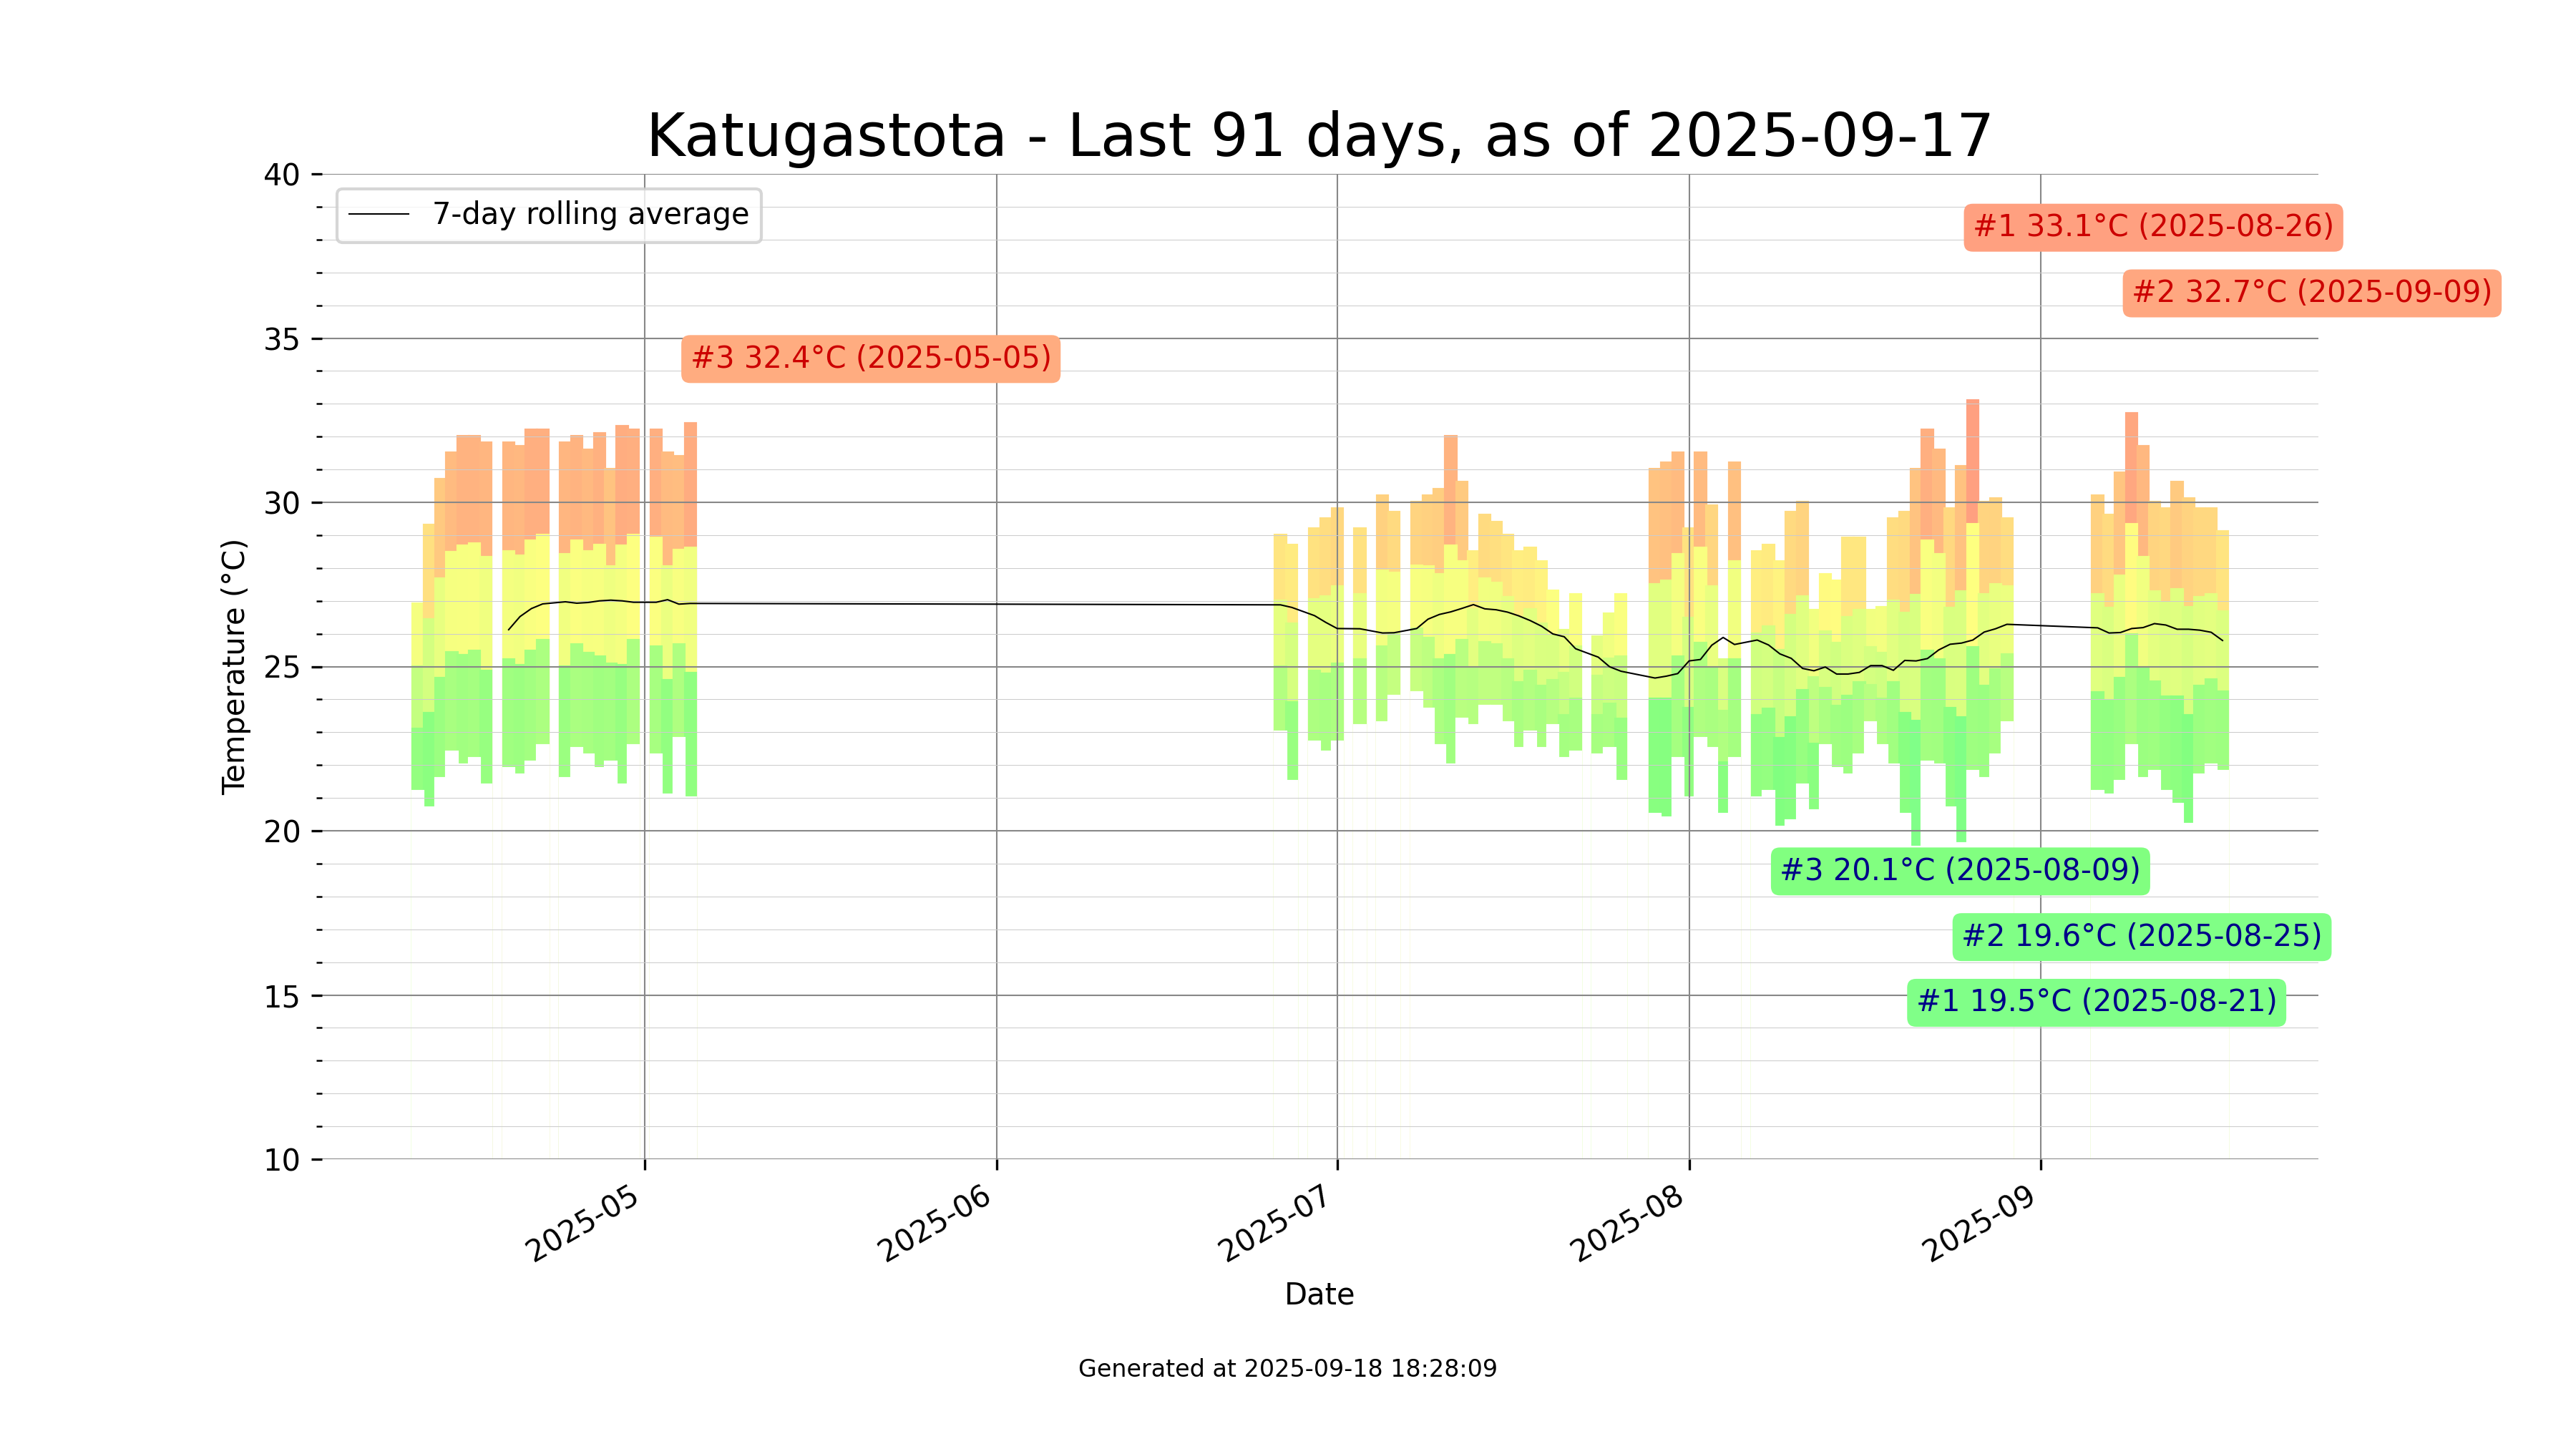 Katugastota - Last 91 days, as of 2025-09-17
7-day rolling average
#1 33.1°C (2025-08-26)
#2 32.7°C (2025-09-09)
#3 32.4°C (2025-05-05)
#3 20.1°C (2025-08-09)
#2 19.6°C (2025-08-25)
#1 19.5°C (2025-08-21)
Temperature (°C)
40
35
30
25
20
15
10
2025-05
2025-06
2025-07
2025-08
2025-09
Date
Generated at 2025-09-18 18:28:09